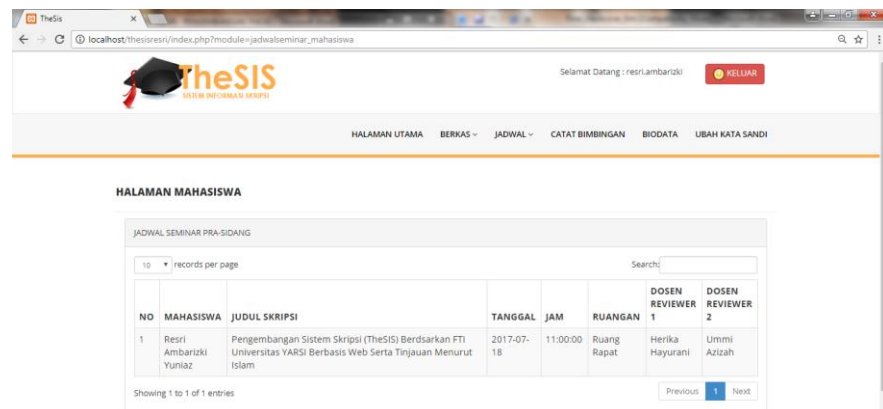 TheSis
localhost/thesisresri/index.php?module=jadwalseminar_mahasiswa
TheSIS
SISTEM INFORMASI SKRIPSI
Selamat Datang : resri.ambarizki
KELUAR
HALAMAN UTAMA BERKAS JADWAL CATAT BIMBINGAN BIODATA UBAH KATA SANDI
HALAMAN MAHASISWA
JADWAL SEMINAR PRA-SIDANG
10 records per page
Search:
NO MAHASISWA JUDUL SKRIPSI TANGGAL JAM RUANGAN DOSEN REVIEWER 1 DOSEN REVIEWER 2
1 Resri Ambarizki Yuniaz Pengembangan Sistem Skripsi (TheSIS) Berdsarkan FTI Universitas YARSI Berbasis Web Serta Tinjauan Menurut Islam 2017-07-18 11:00:00 Ruang Rapat Herika Hayurani Ummi Azizah
Showing 1 to 1 of 1 entries
Previous 1 Next